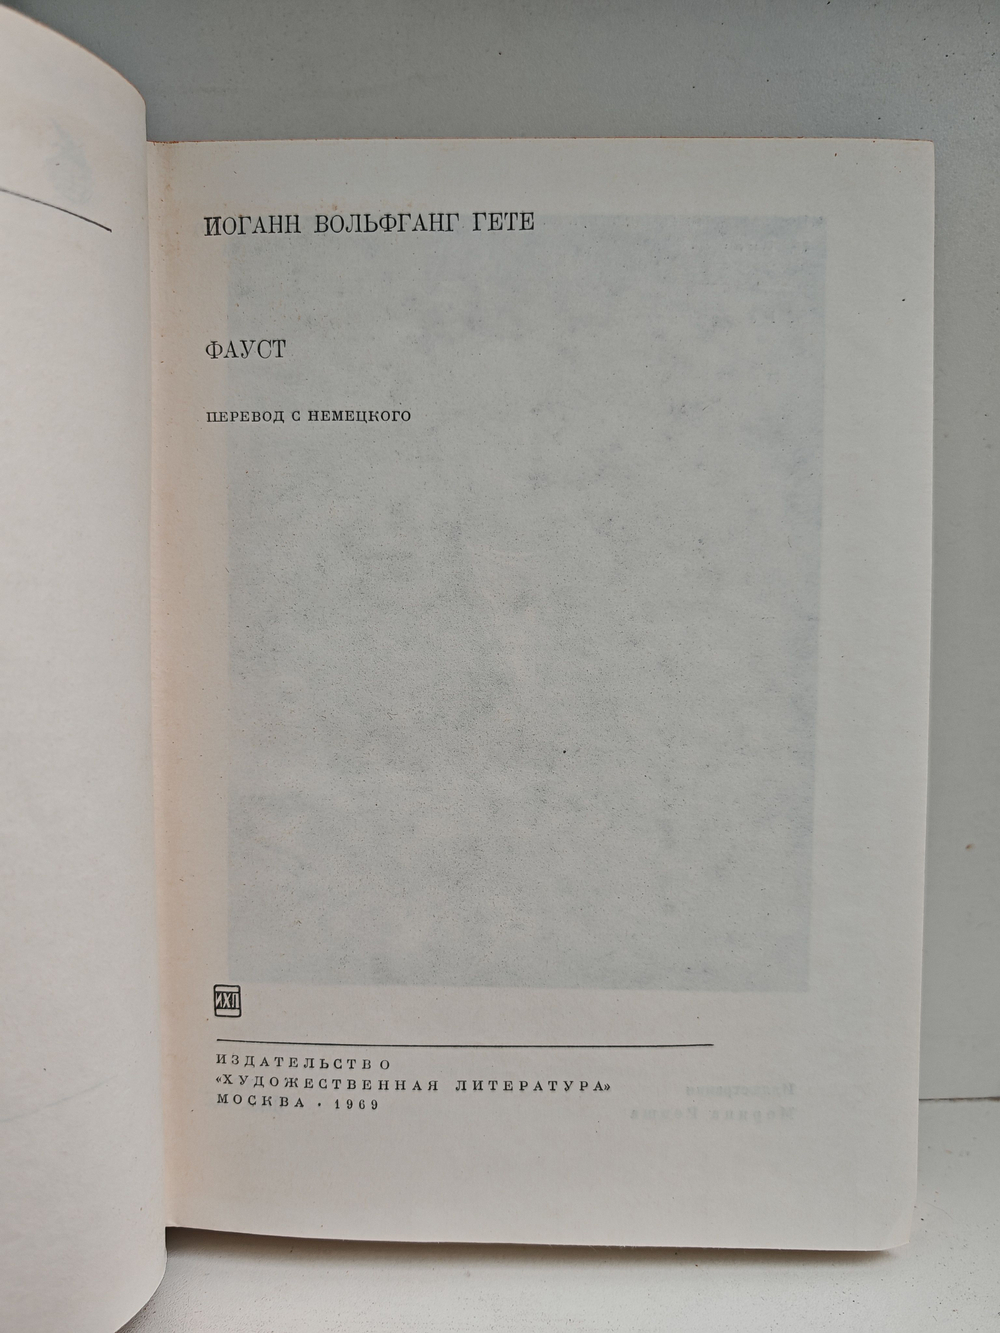 ИОГАНН ВОЛЬФГАНГ ГЕТЕ
ФАУСТ
ПЕРЕВОД С НЕМЕЦКОГО
ИХЛ
ИЗДАТЕЛЬСТВО
«ХУДОЖЕСТВЕННАЯ ЛИТЕРАТУРА»
МОСКВА · 1969